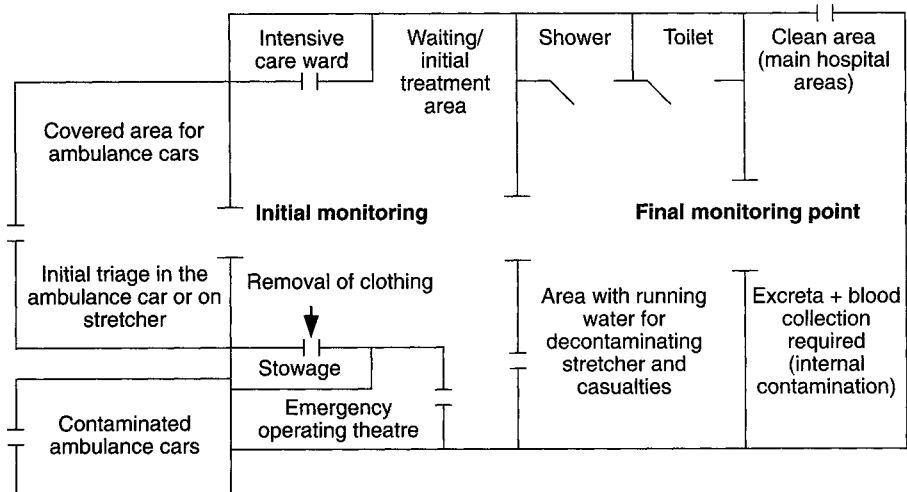 Intensive
care ward
Waiting/
initial
treatment
area
Shower
Toilet
Clean area
(main hospital
areas)
Covered area for
ambulance cars
Initial monitoring
Final monitoring point
Initial triage in the
ambulance car or on
stretcher
Removal of clothing
Stowage
Area with running
water for
decontaminating
stretcher and
casualties
Excreta + blood
collection
required
(internal
contamination)
Contaminated
ambulance cars
Emergency
operating theatre